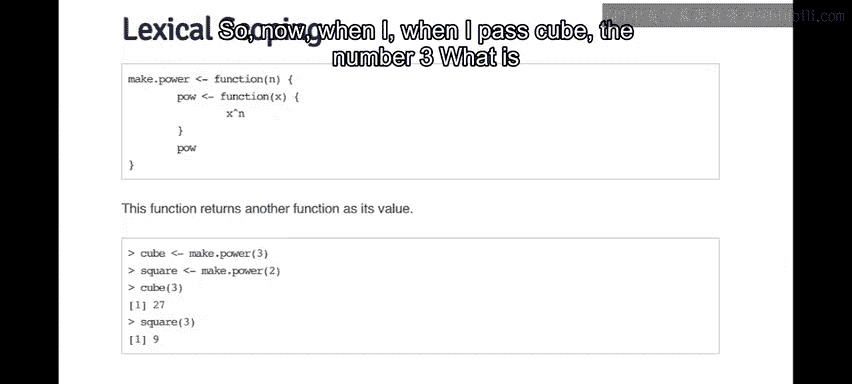 Lexical Scoping
So, now, when I, when I pass cube, the
number 3 What is
make.power <- function(n) {
pow <- function(x) {
x^n
}
pow
}
This function returns another function as its value.
> cube <- make.power(3)
> square <- make.power(2)
> cube(3)
[1] 27
> square(3)
[1] 9